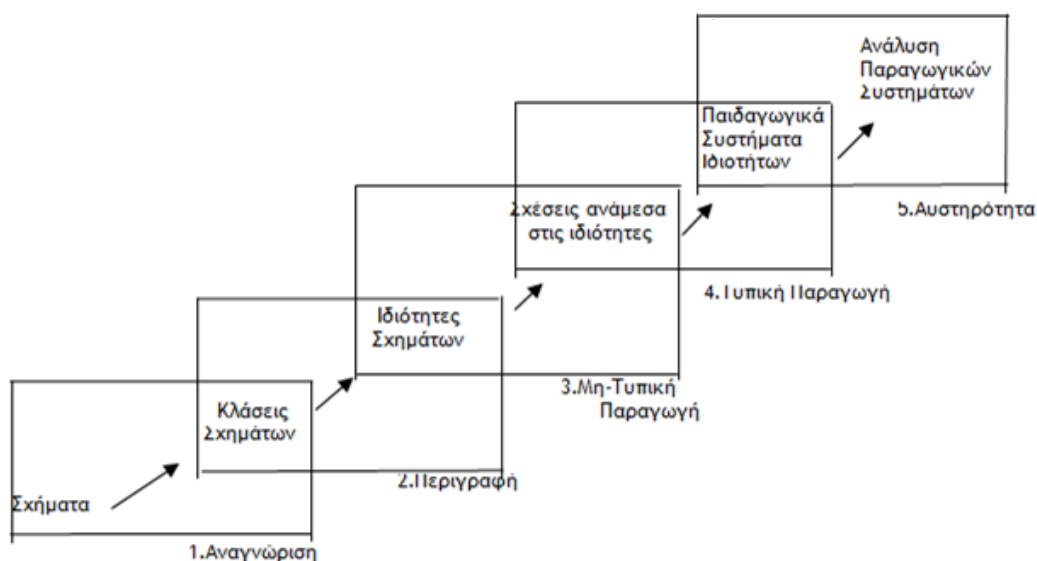 Ανάλυση
Παραγωγικών
Συστημάτων
Παιδαγωγικά
Συστήματα
Ιδιοτήτων
5.Αυστηρότητα
Σχέσεις ανάμεσα
στις ιδιότητες
4.Τυπική Παραγωγή
Ιδιότητες
Σχημάτων
3.Μη-Τυπική
Παραγωγή
Κλάσεις
Σχημάτων
2.Περιγραφή
Σχήματα
1.Αναγνώριση